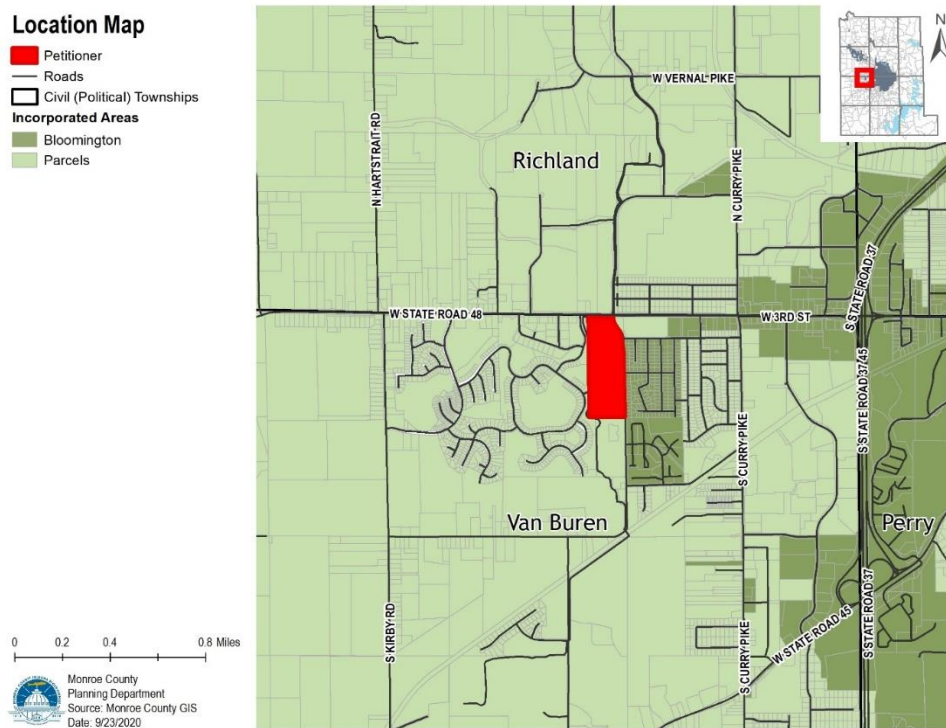 Location Map
Petitioner
Roads
Civil (Political) Townships
Incorporated Areas
Bloomington
Parcels
N
W VERNAL PIKE
N HARTSTRAIT RD
Richland
N CURRY PIKE
S STATE ROAD 37
W STATE ROAD 48
W 3RD ST
S STATE ROAD 37/45
S CURRY PIKE
Van Buren
Perry
S KIRBY RD
S CURRY PIKE
W STATE ROAD 45
S STATE ROAD 37
0 0.2 0.4 0.8 Miles
Monroe County
Planning Department
Source: Monroe County GIS
Date: 9/23/2020